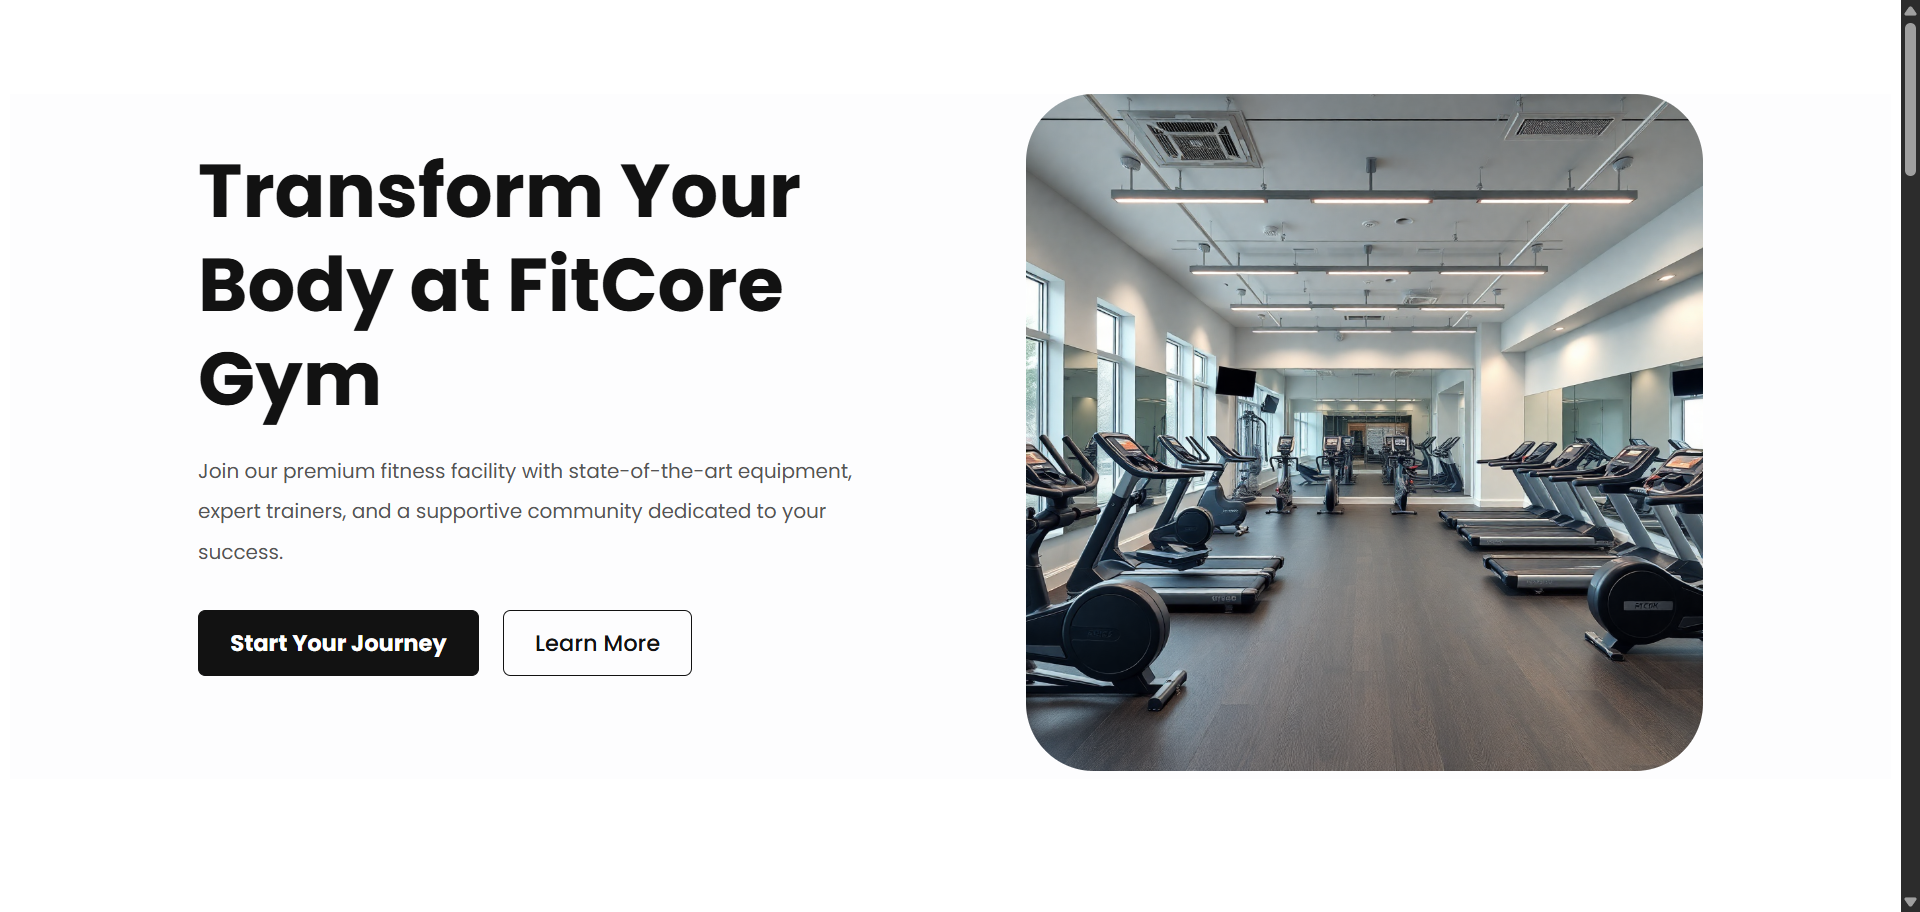 Transform Your
Body at FitCore
Gym
Join our premium fitness facility with state-of-the-art equipment,
expert trainers, and a supportive community dedicated to your
success.
Start Your Journey
Learn More